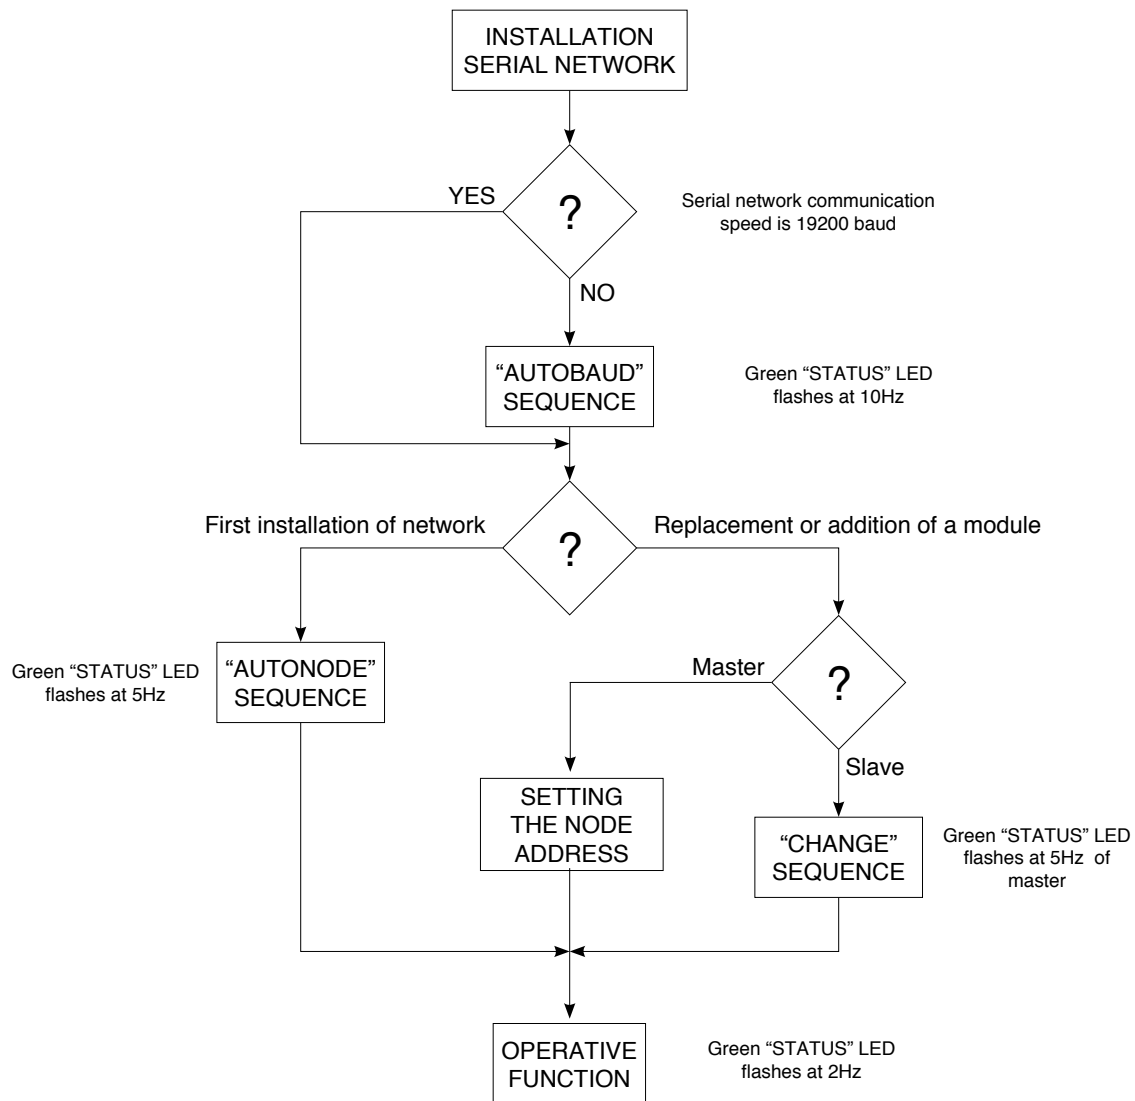 INSTALLATION
SERIAL NETWORK
YES
?
Serial network communication
speed is 19200 baud
NO
“AUTOBAUD”
SEQUENCE
Green “STATUS” LED
flashes at 10Hz
First installation of network
?
Replacement or addition of a module
Green “STATUS” LED
flashes at 5Hz
“AUTONODE”
SEQUENCE
Master
?
Slave
SETTING
THE NODE
ADDRESS
“CHANGE”
SEQUENCE
Green “STATUS” LED
flashes at 5Hz  of
master
OPERATIVE
FUNCTION
Green “STATUS” LED
flashes at 2Hz